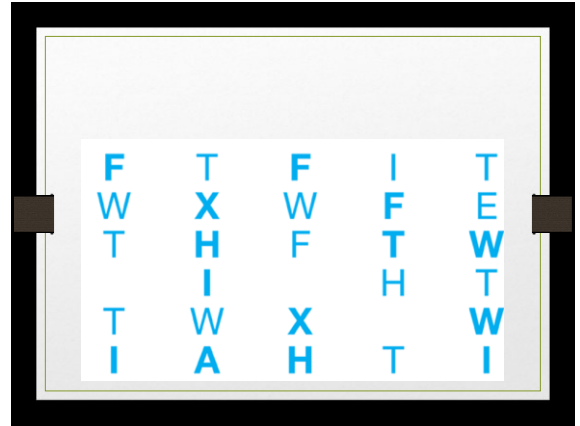 F T F I T
W X W F E
T H F T W
I H T
T W X W
I A H T I